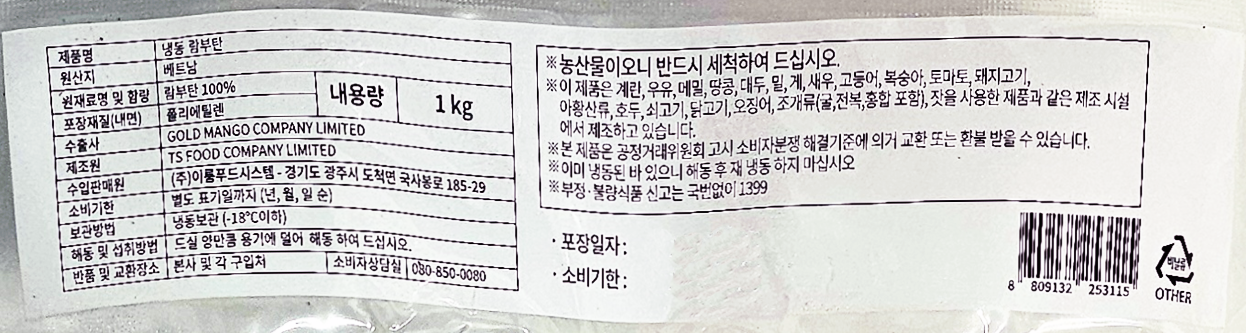 제품명 냉동 람부탄
원산지 베트남
원재료명 및 함량 람부탄 100%
포장재질(내면) 폴리에틸렌
내용량 1 kg
수출사 GOLD MANGO COMPANY LIMITED
제조원 TS FOOD COMPANY LIMITED
수입판매원 (주)이룸푸드시스템 - 경기도 광주시 도척면 국사봉로 185-29
소비기한 별도 표기일까지 (년, 월, 일 순)
보관방법 냉동보관 (-18℃이하)
해동 및 섭취방법 드실 양만큼 용기에 덜어 해동 하여 드십시오.
반품 및 교환장소 본사 및 각 구입처 소비자상담실 080-850-0080
※농산물이오니 반드시 세척하여 드십시오.
※이 제품은 계란, 우유, 메밀, 땅콩, 대두, 밀, 게, 새우, 고등어, 복숭아, 토마토, 돼지고기,
아황산류, 호두, 쇠고기, 닭고기, 오징어, 조개류(굴,전복,홍합 포함), 잣을 사용한 제품과 같은 제조 시설
에서 제조하고 있습니다.
※본 제품은 공정거래위원회 고시 소비자분쟁 해결기준에 의거 교환 또는 환불 받을 수 있습니다.
※이미 냉동된 바 있으니 해동 후 재 냉동 하지 마십시오
※부정·불량식품 신고는 국번없이 1399
· 포장일자 :
· 소비기한 :
8 809132 253115
비닐류
OTHER